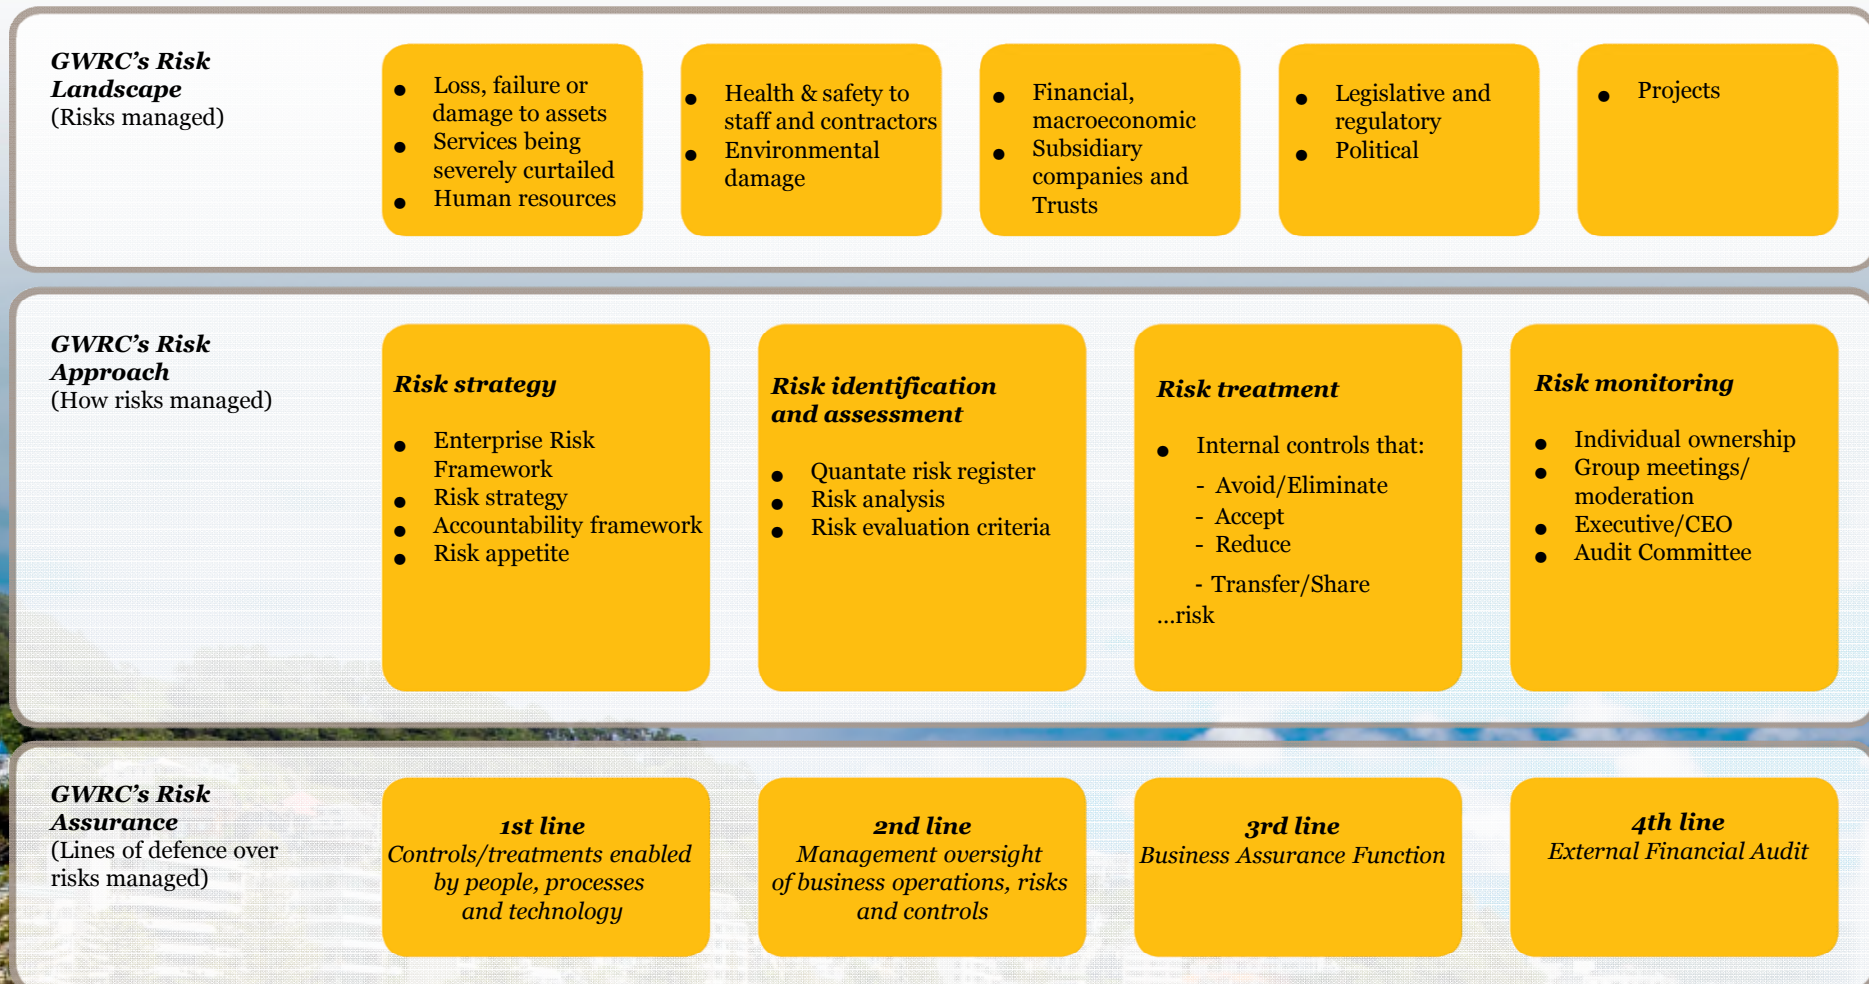 GWRC’s Risk
Landscape
(Risks managed)
● Loss, failure or
damage to assets
● Services being
severely curtailed
● Human resources
● Health & safety to
staff and contractors
● Environmental
damage
● Financial,
macroeconomic
● Subsidiary
companies and
Trusts
● Legislative and
regulatory
● Political
● Projects
GWRC’s Risk
Approach
(How risks managed)
Risk strategy
● Enterprise Risk
Framework
● Risk strategy
● Accountability framework
● Risk appetite
Risk identification
and assessment
● Quantate risk register
● Risk analysis
● Risk evaluation criteria
Risk treatment
● Internal controls that:
- Avoid/Eliminate
- Accept
- Reduce
- Transfer/Share
...risk
Risk monitoring
● Individual ownership
● Group meetings/
moderation
● Executive/CEO
● Audit Committee
GWRC’s Risk
Assurance
(Lines of defence over
risks managed)
1st line
Controls/treatments enabled
by people, processes
and technology
2nd line
Management oversight
of business operations, risks
and controls
3rd line
Business Assurance Function
4th line
External Financial Audit